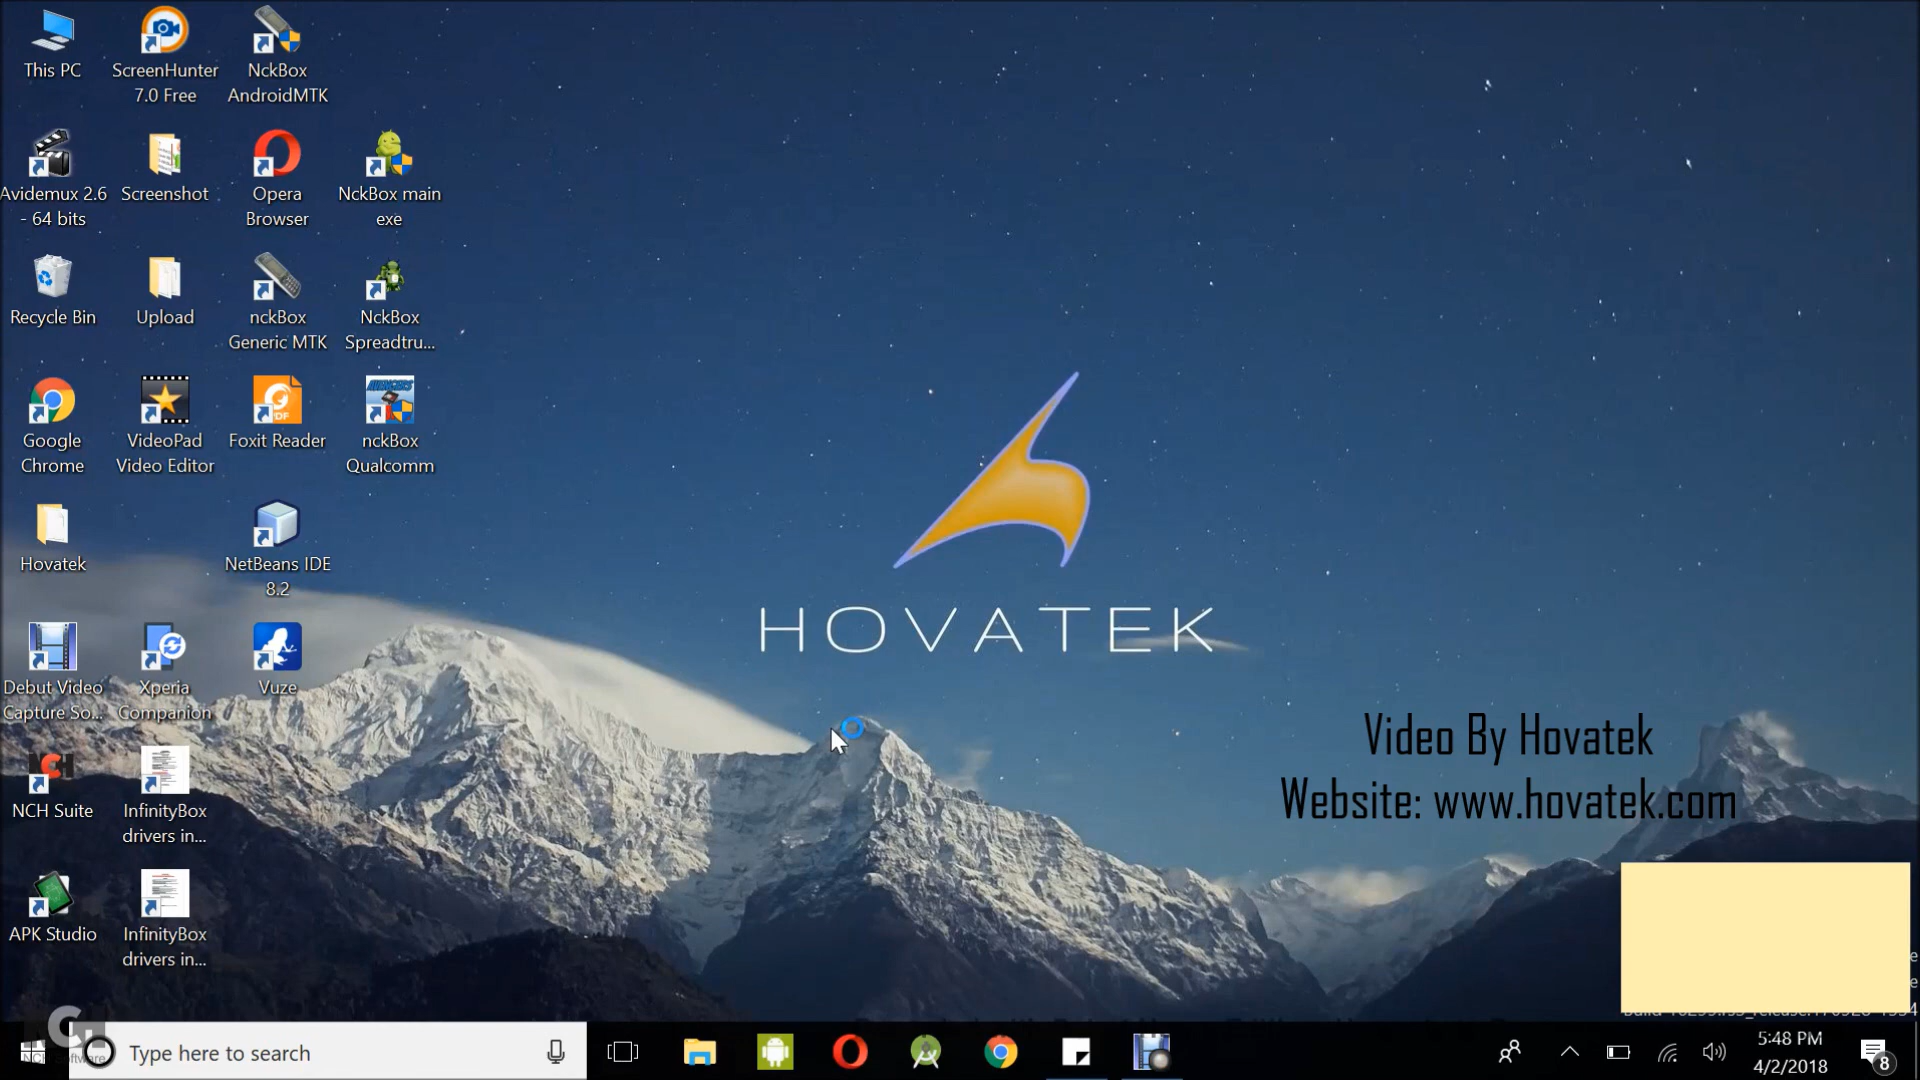 This PC
ScreenHunter
7.0 Free
NckBox
AndroidMTK
Avidemux 2.6
- 64 bits
Screenshot
Opera
Browser
NckBox main
exe
Recycle Bin
Upload
nckBox
Generic MTK
NckBox
Spreadtru...
Google
Chrome
VideoPad
Video Editor
PDF
Foxit Reader
nckBox
Qualcomm
Hovatek
NetBeans IDE
8.2
HOVATEK
Debut Video
Capture So...
Xperia
Companion
Vuze
Video By Hovatek
Website: www.hovatek.com
NCH
NCH Suite
InfinityBox
drivers in...
APK Studio
InfinityBox
drivers in...
Type here to search
5:48 PM
4/2/2018
8